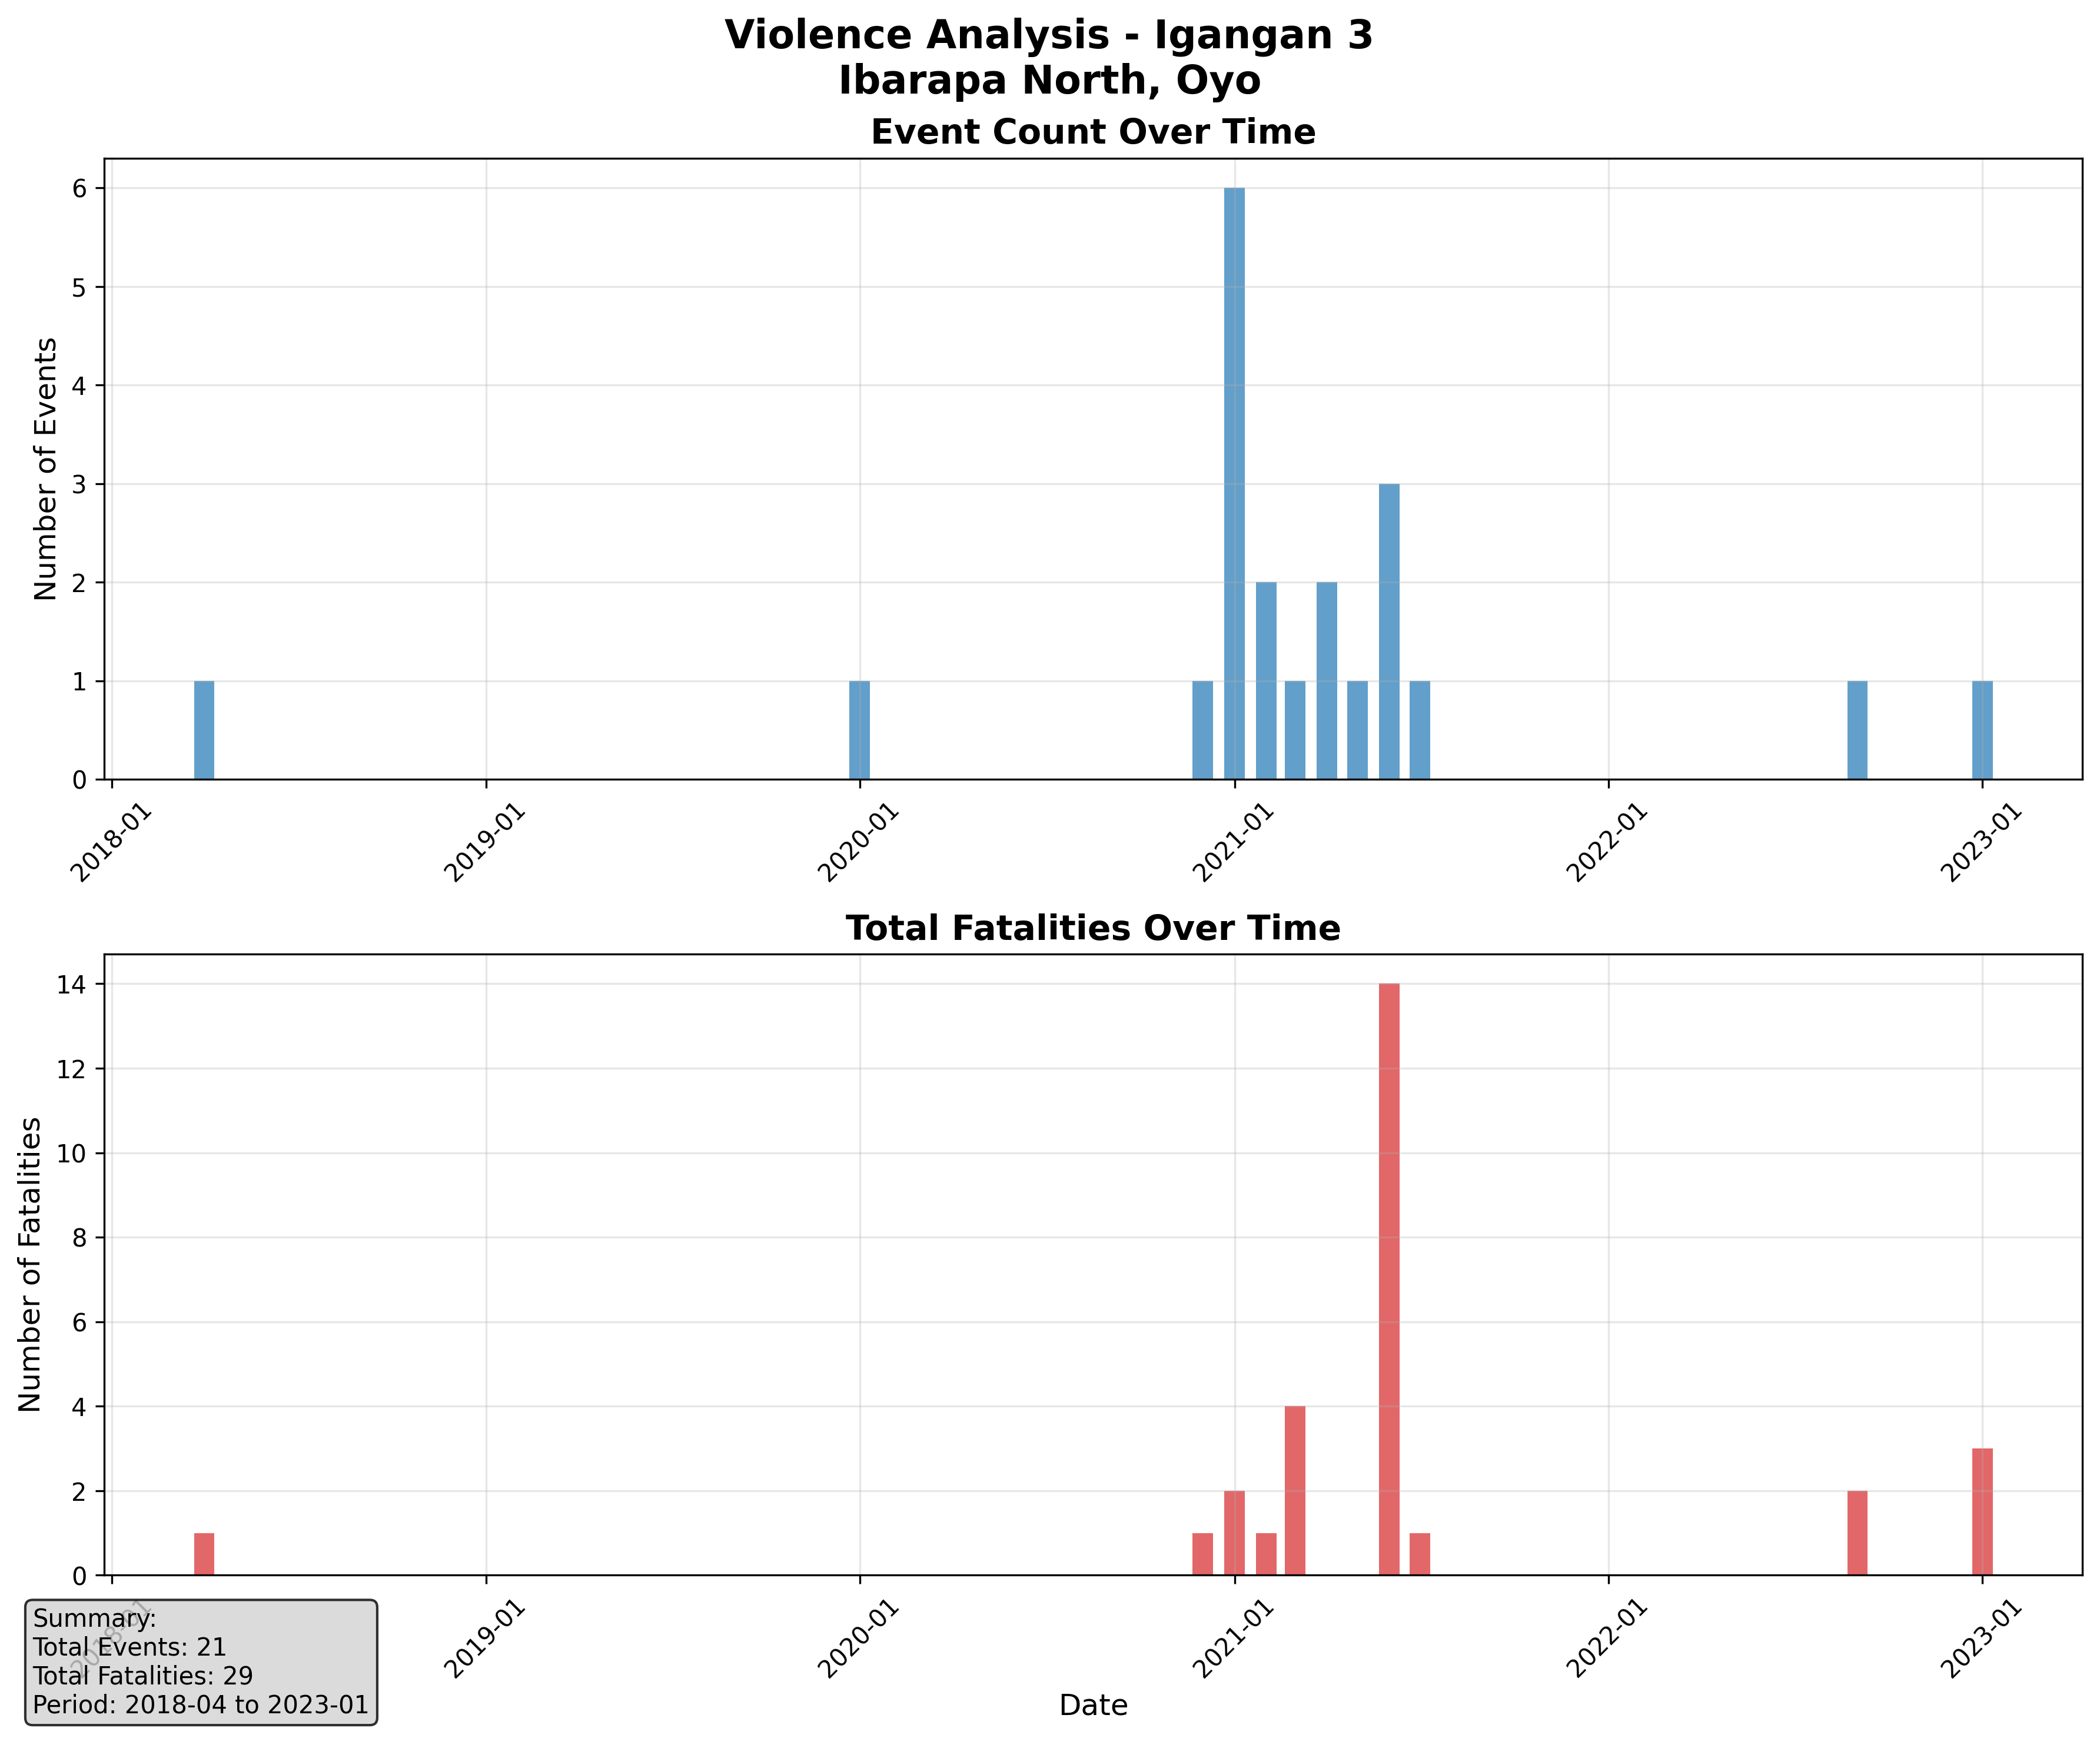 Violence Analysis - Igangan 3
Ibarapa North, Oyo
Event Count Over Time
Number of Events
6
5
4
3
2
1
0
2018-01
2019-01
2020-01
2021-01
2022-01
2023-01
Total Fatalities Over Time
Number of Fatalities
14
12
10
8
6
4
2
0
2018-01
2019-01
2020-01
2021-01
2022-01
2023-01
Date
Summary:
Total Events: 21
Total Fatalities: 29
Period: 2018-04 to 2023-01